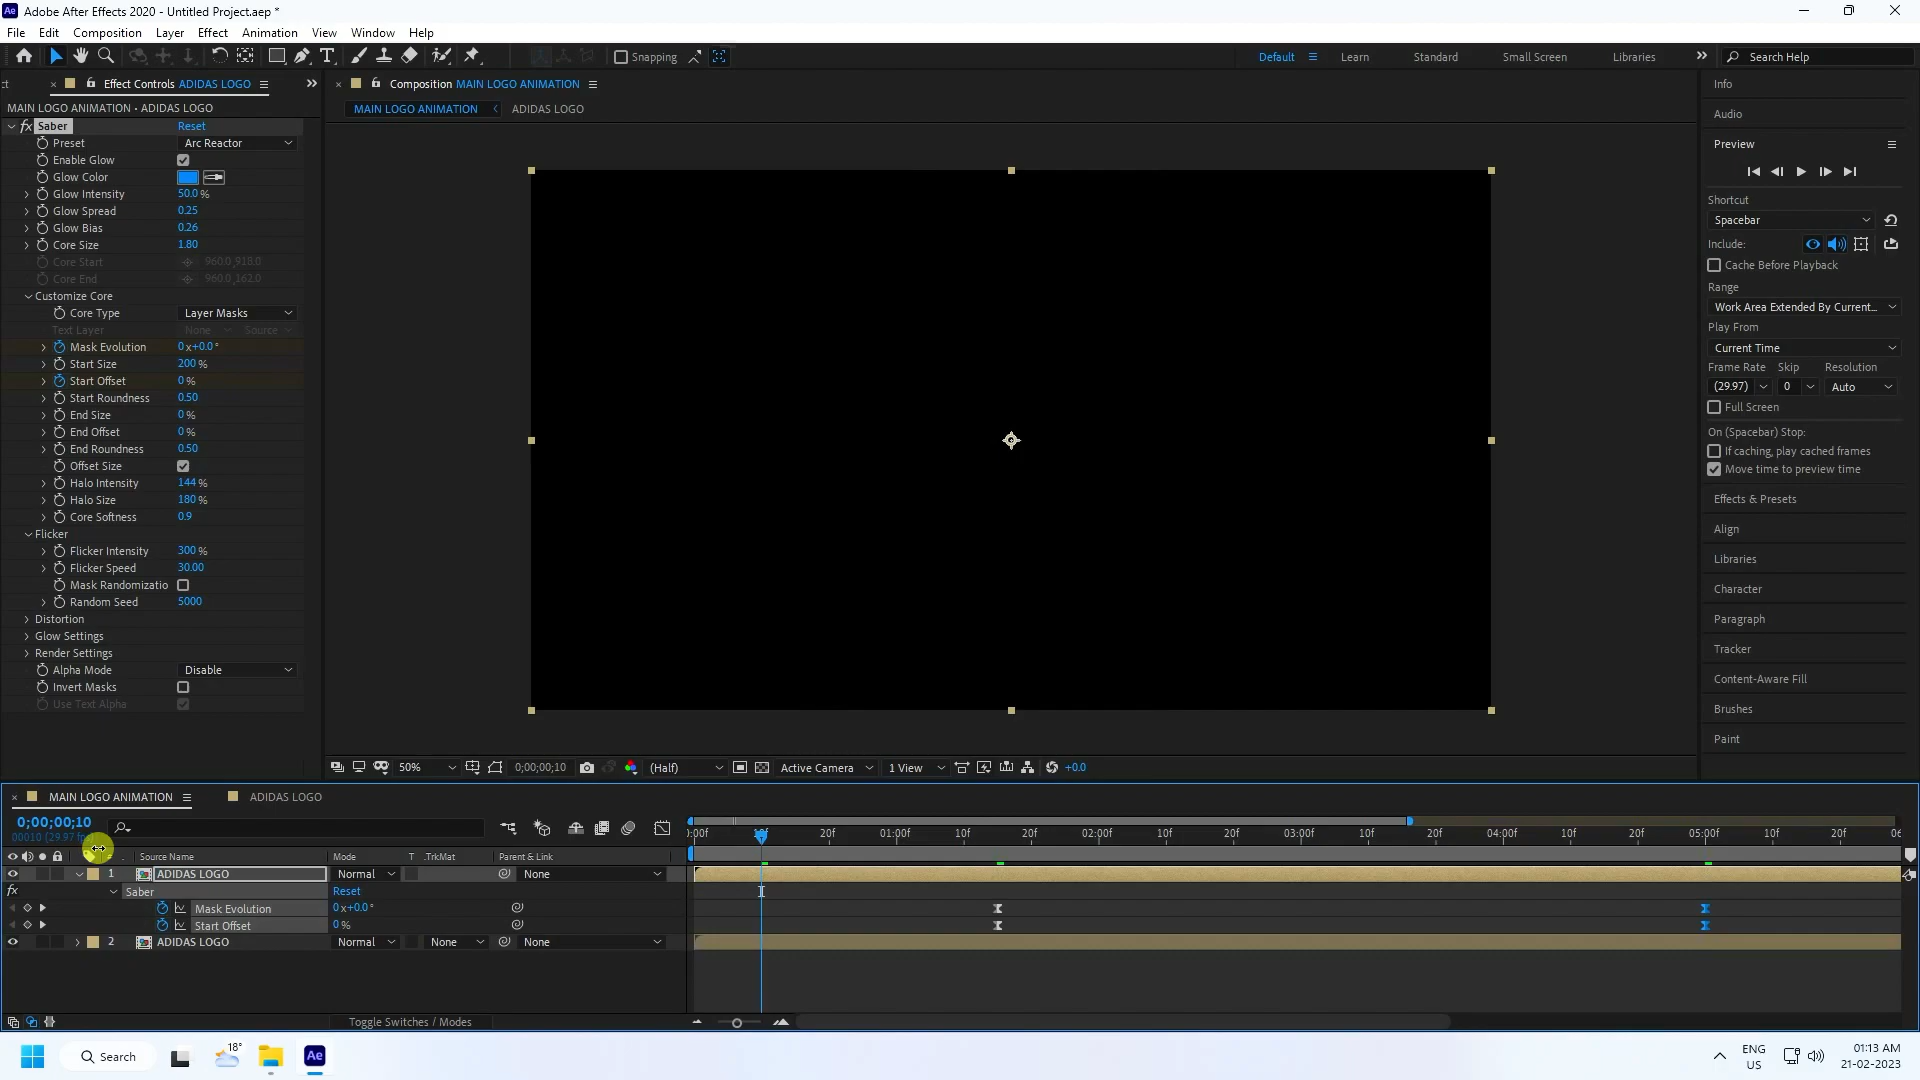 Ae Adobe After Effects 2020 - Untitled Project.aep *
File Edit Composition Layer Effect Animation View Window Help
Snapping Default Learn Standard Small Screen Libraries Search Help
ct Effect Controls ADIDAS LOGO
MAIN LOGO ANIMATION • ADIDAS LOGO
fx Saber Reset
Preset Arc Reactor
Enable Glow
Glow Color
Glow Intensity 50.0 %
Glow Spread 0.25
Glow Bias 0.26
Core Size 1.80
Core Start 960.0,918.0
Core End 960.0,162.0
Customize Core
Core Type Layer Masks
Text Layer None Source
Mask Evolution 0x+0.0°
Start Size 200 %
Start Offset 0 %
Start Roundness 0.50
End Size 0 %
End Offset 0 %
End Roundness 0.50
Offset Size
Halo Intensity 144 %
Halo Size 180 %
Core Softness 0.9
Flicker
Flicker Intensity 300 %
Flicker Speed 30.00
Mask Randomizatio
Random Seed 5000
Distortion
Glow Settings
Render Settings
Alpha Mode Disable
Invert Masks
Use Text Alpha
Composition MAIN LOGO ANIMATION
MAIN LOGO ANIMATION ADIDAS LOGO
50% 0;00;00;10 (Half) Active Camera 1 View +0.0
Info
Audio
Preview
Shortcut
Spacebar
Include:
Cache Before Playback
Range
Work Area Extended By Current...
Play From
Current Time
Frame Rate Skip Resolution
(29.97) 0 Auto
Full Screen
On (Spacebar) Stop:
If caching, play cached frames
Move time to preview time
Effects & Presets
Align
Libraries
Character
Paragraph
Tracker
Content-Aware Fill
Brushes
Paint
MAIN LOGO ANIMATION ADIDAS LOGO
0;00;00;10
00010 (29.97 fps)
:00f 10f 20f 01:00f 10f 20f 02:00f 10f 20f 03:00f 10f 20f 04:00f 10f 20f 05:00f 10f 20f 06
# Source Name Mode T .TrkMat Parent & Link
1 ADIDAS LOGO Normal None
fx Saber Reset
Mask Evolution 0x+0.0°
Start Offset 0 %
2 ADIDAS LOGO Normal None None
Toggle Switches / Modes
Search 18° Ae ENG 01:13 AM
US 21-02-2023